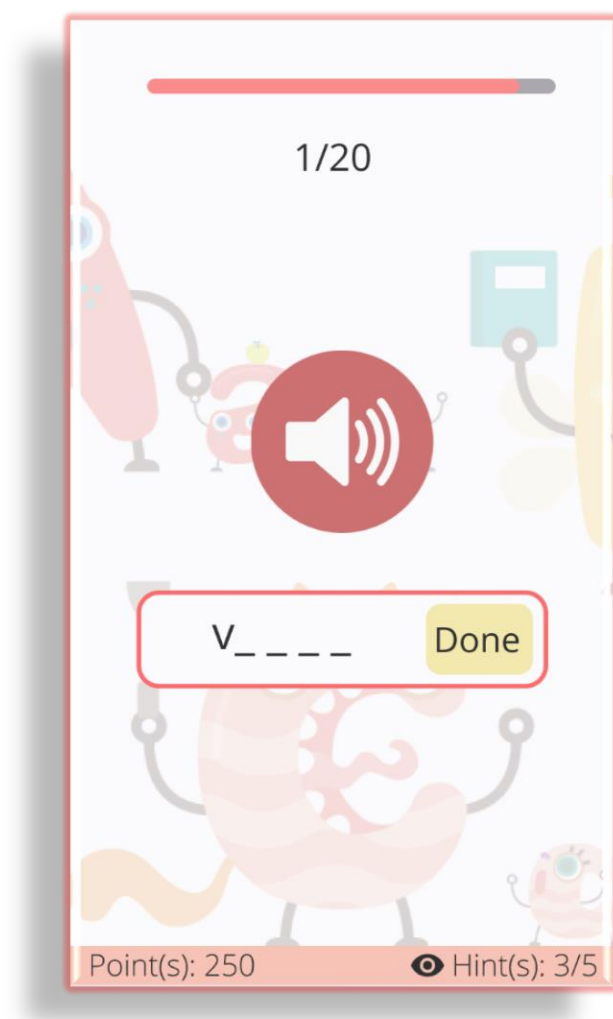 1/20
V_ _ _ _
Done
Point(s): 250
Hint(s): 3/5